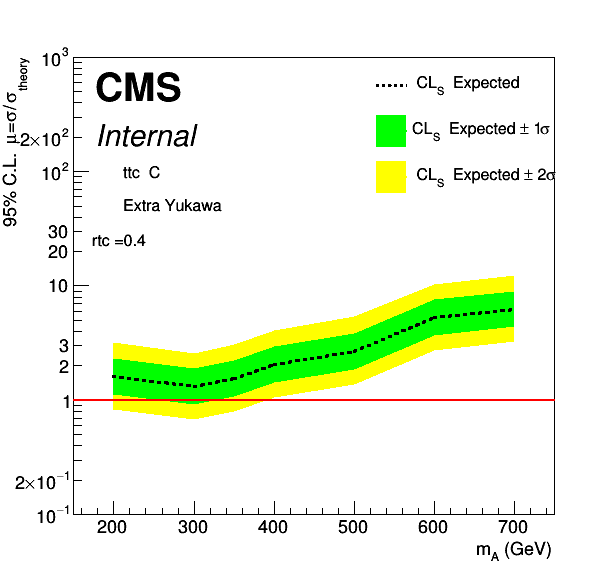 CMS
Internal
ttc C
Extra Yukawa
rtc =0.4
CL_S Expected
CL_S Expected ± 1σ
CL_S Expected ± 2σ
95% C.L. μ=σ/σ_theory
10³
2×10²
10²
30
20
10
3
2
1
2×10⁻¹
10⁻¹
200 300 400 500 600 700
m_A (GeV)